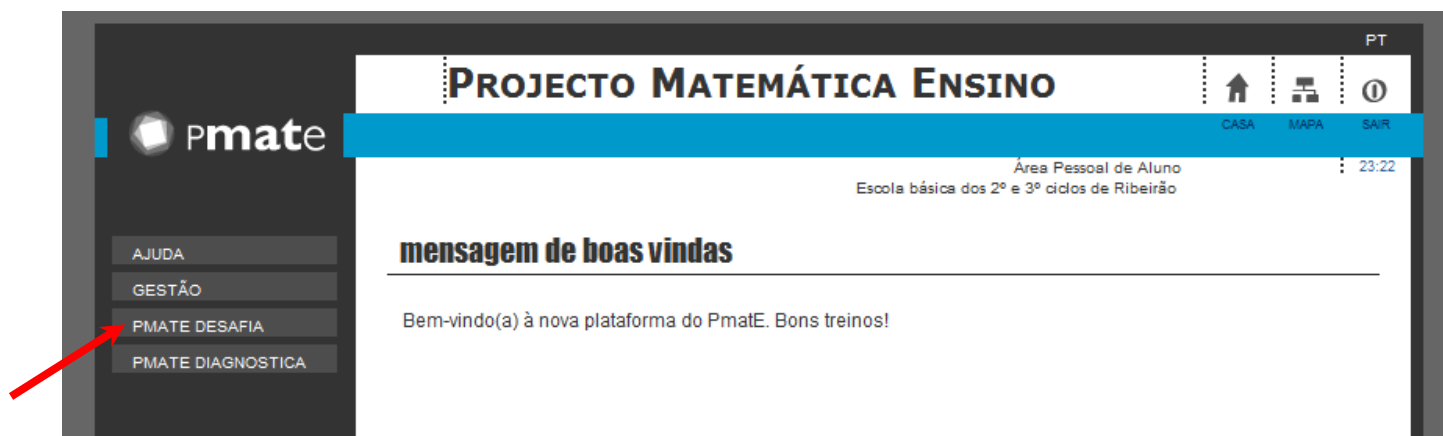 PT
PROJECTO MATEMÁTICA ENSINO
CASA MAPA SAIR
Pmate
Área Pessoal de Aluno
23:22
Escola básica dos 2º e 3º ciclos de Ribeirão
AJUDA
GESTÃO
PMATE DESAFIA
PMATE DIAGNOSTICA
mensagem de boas vindas
Bem-vindo(a) à nova plataforma do PmatE. Bons treinos!